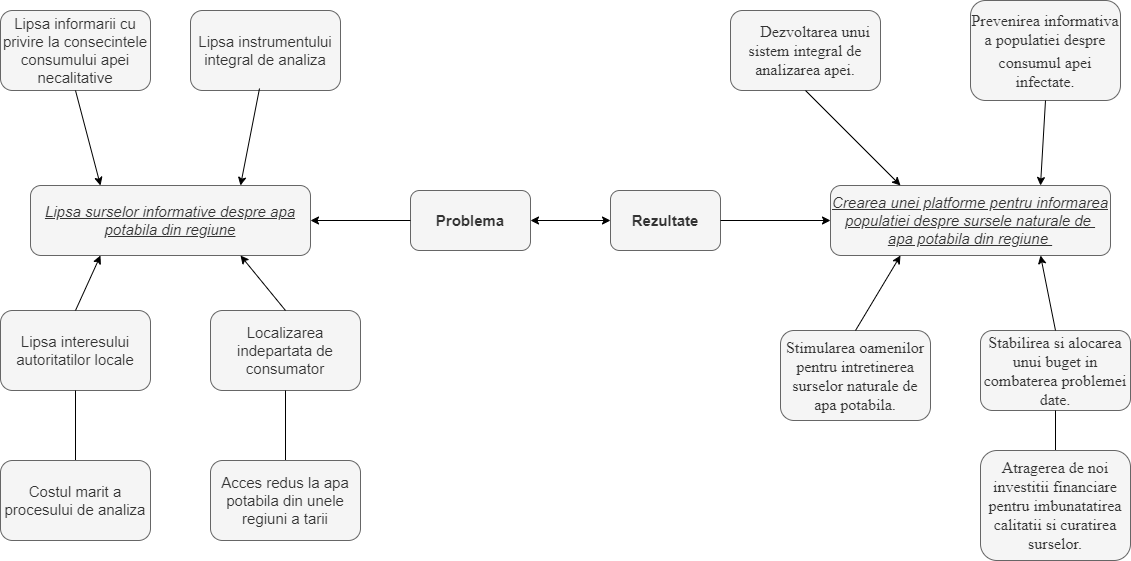 Lipsa informarii cu
privire la consecintele
consumului apei
necalitative
Lipsa instrumentului
integral de analiza
Dezvoltarea unui
sistem integral de
analizarea apei.
Prevenirea informativa
a populatiei despre
consumul apei
infectate.
Lipsa surselor informative despre apa
potabila din regiune
Problema
Rezultate
Crearea unei platforme pentru informarea
populatiei despre sursele naturale de
apa potabila din regiune
Lipsa interesului
autoritatilor locale
Localizarea
indepartata de
consumator
Stimularea oamenilor
pentru intretinerea
surselor naturale de
apa potabila.
Stabilirea si alocarea
unui buget in
combaterea problemei
date.
Costul marit a
procesului de analiza
Acces redus la apa
potabila din unele
regiuni a tarii
Atragerea de noi
investitii financiare
pentru imbunatatirea
calitatii si curatirea
surselor.